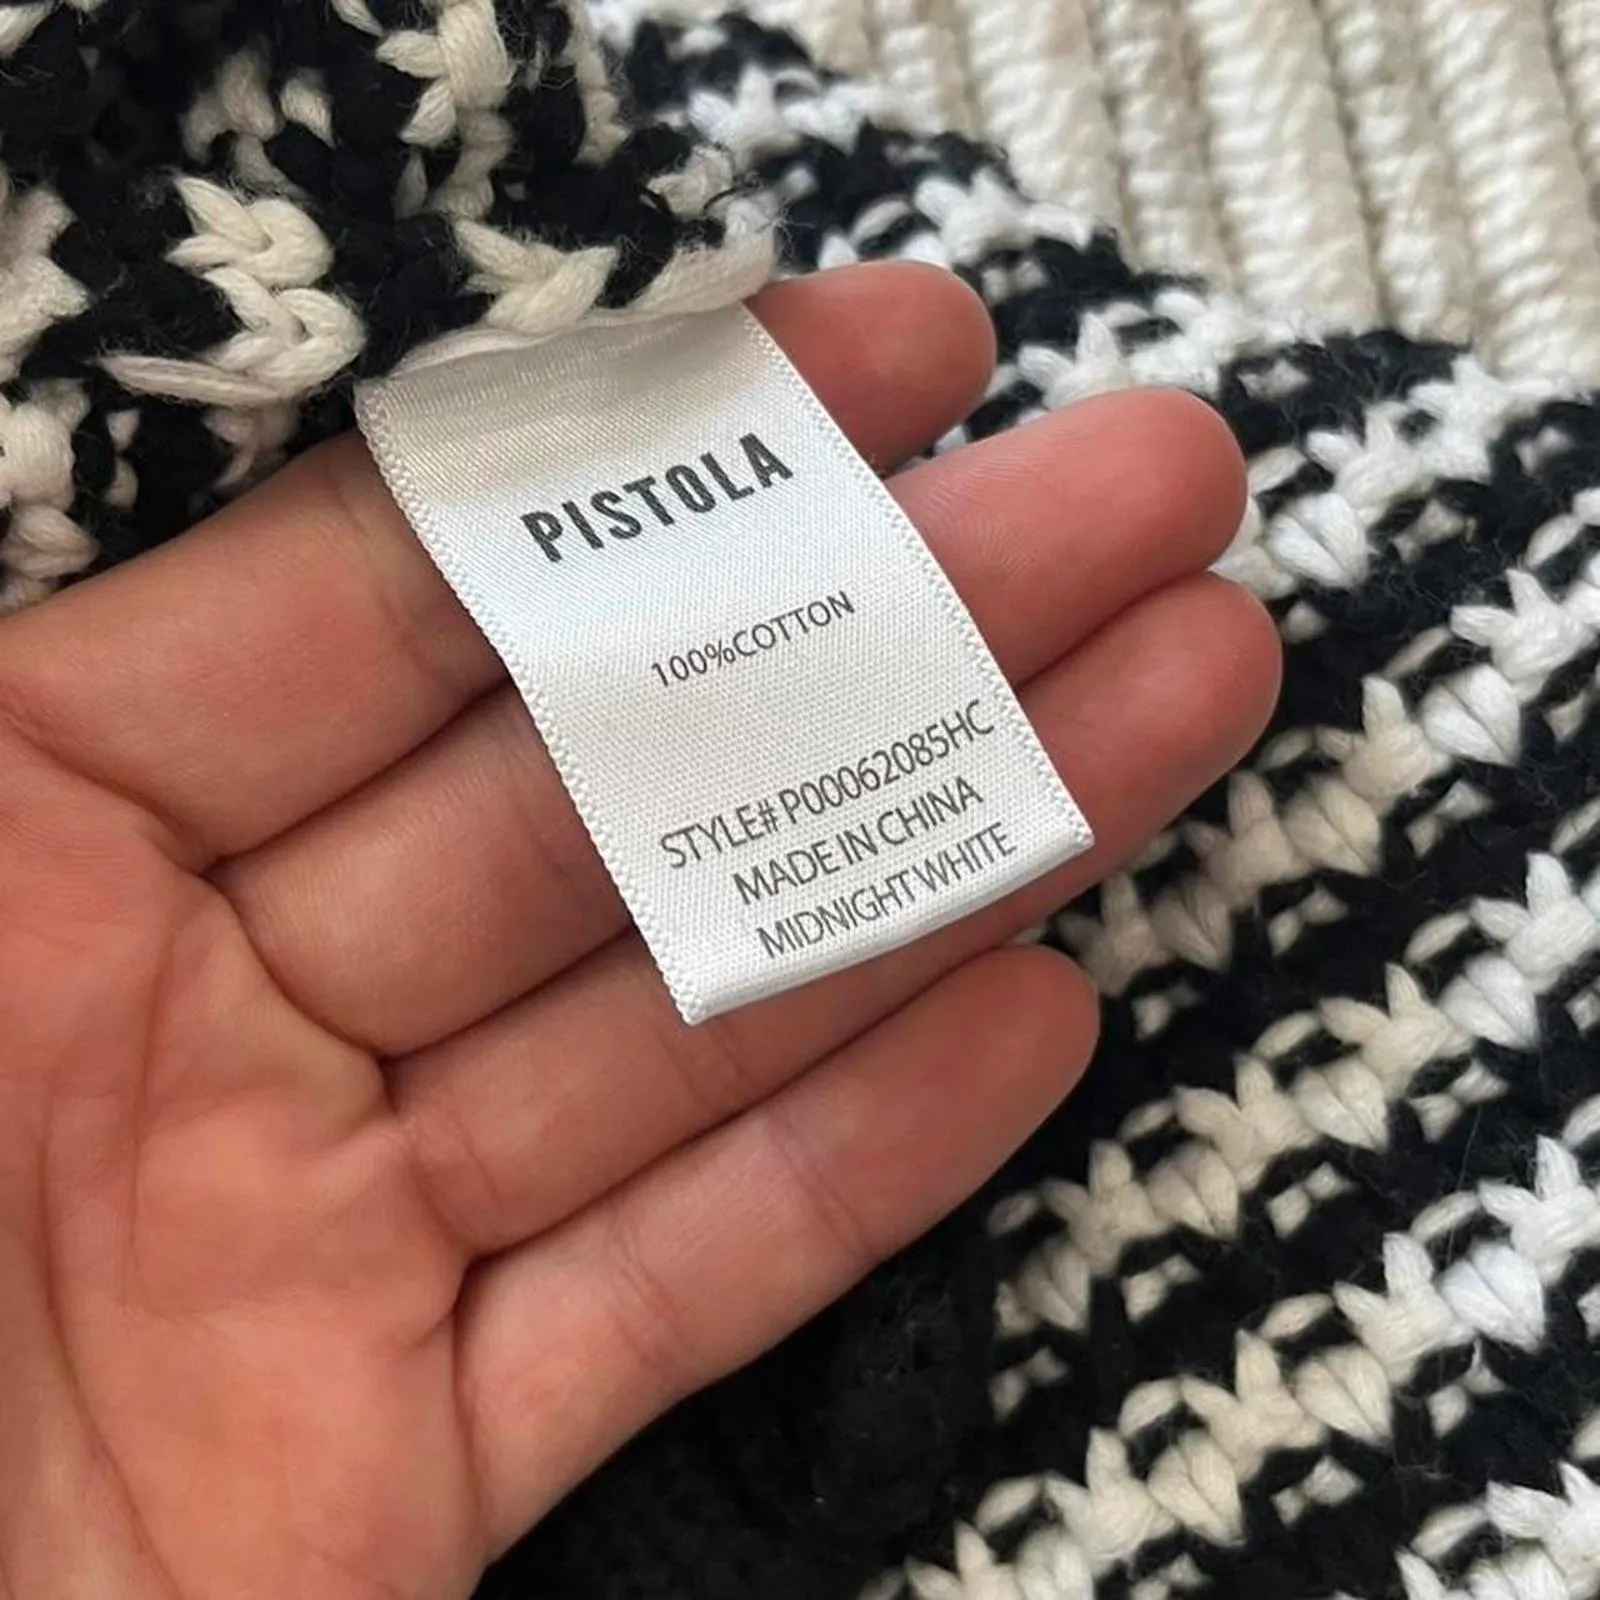 PISTOLA
100%COTTON
STYLE# P00062085HC
MADE IN CHINA
MIDNIGHT WHITE